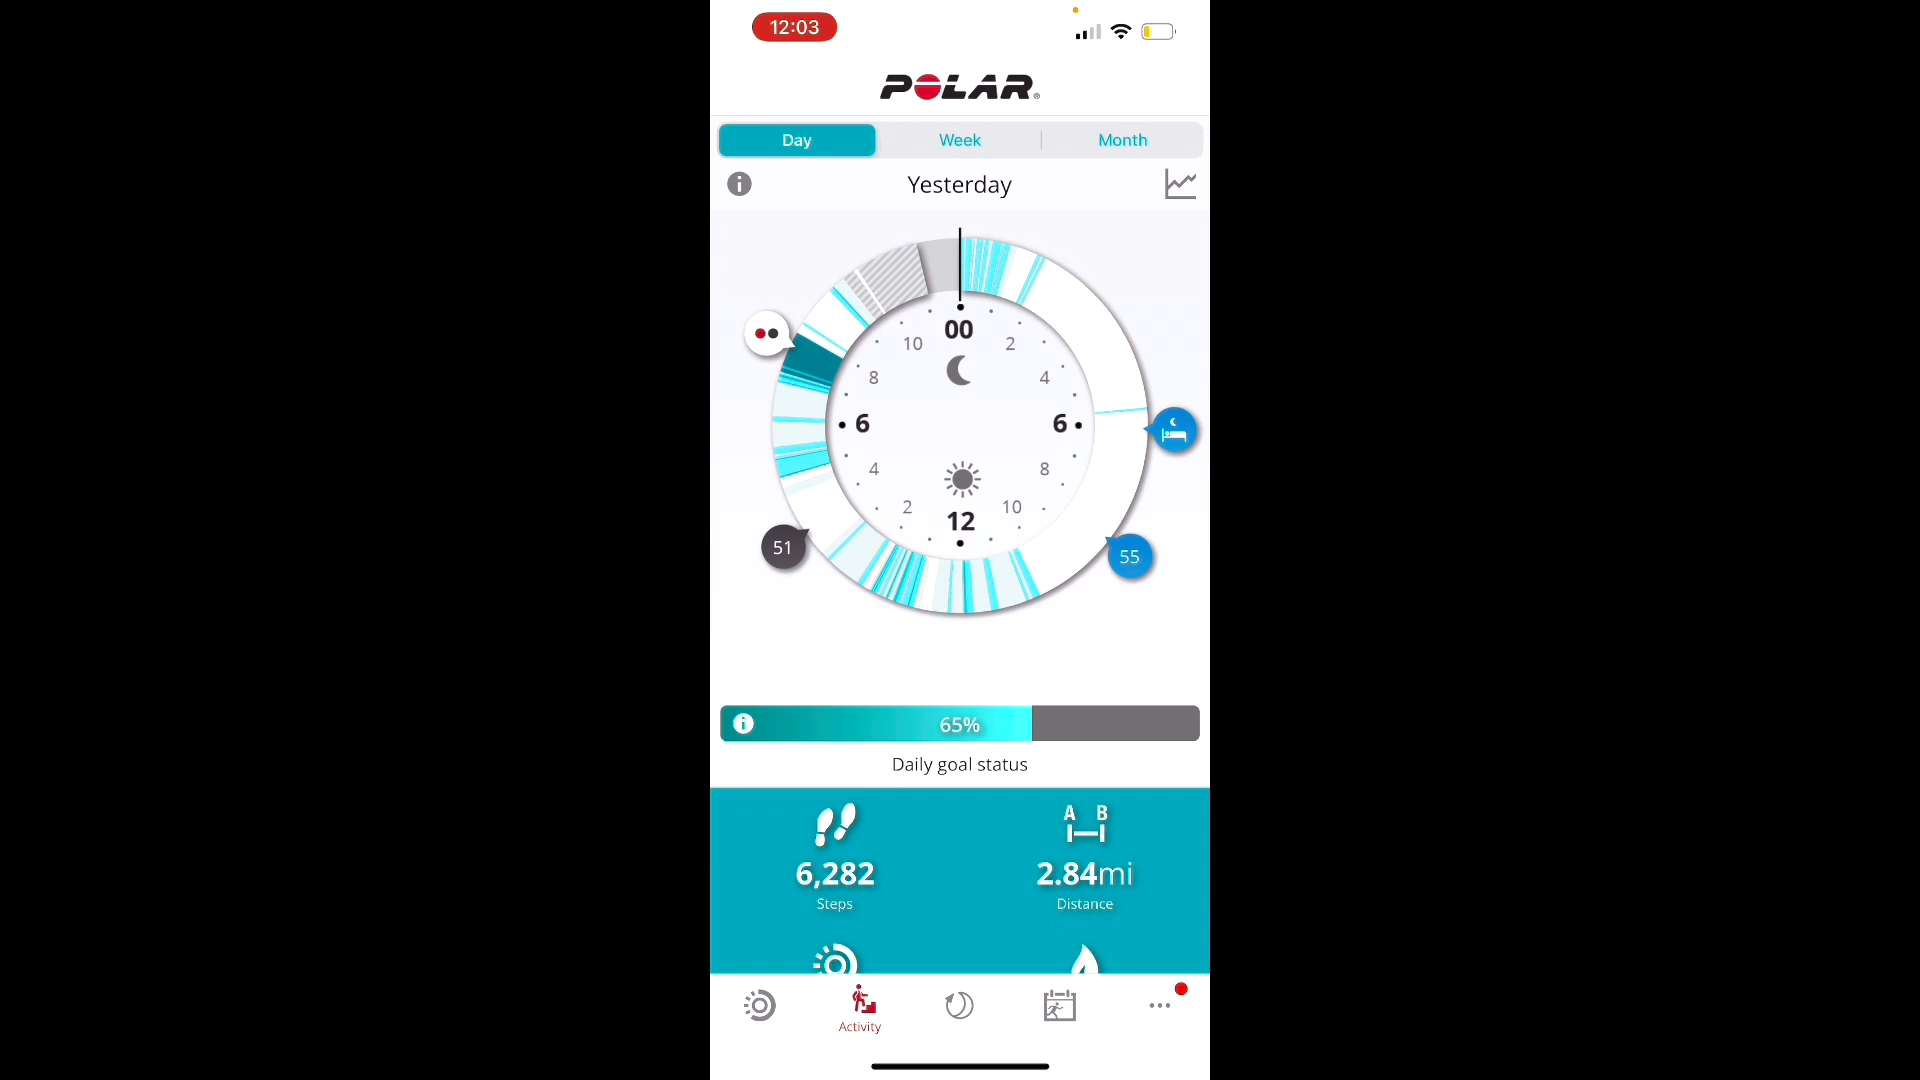 12:03
POLAR
Day
Week
Month
Yesterday
00
10
2
8
4
6
6
4
8
2
10
12
51
55
65%
Daily goal status
A B
6,282
2.84mi
Steps
Distance
Activity